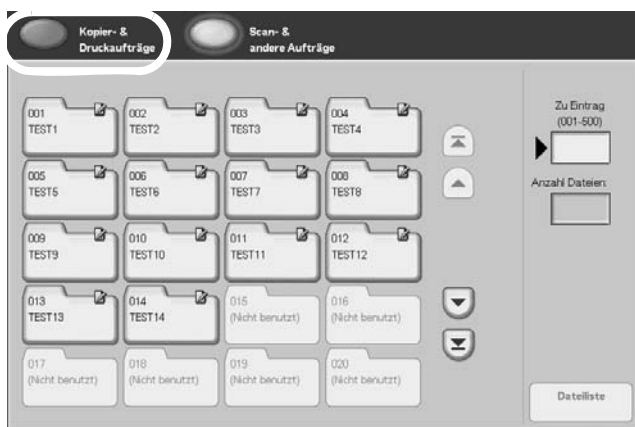 Kopier- &
Druckaufträge
Scan- &
andere Aufträge
001
TEST1
002
TEST2
003
TEST3
004
TEST4
005
TEST5
006
TEST6
007
TEST7
008
TEST8
009
TEST9
010
TEST10
011
TEST11
012
TEST12
013
TEST13
014
TEST14
015
(Nicht benutzt)
016
(Nicht benutzt)
017
(Nicht benutzt)
018
(Nicht benutzt)
019
(Nicht benutzt)
020
(Nicht benutzt)
Zu Eintrag
(001-500)
Anzahl Dateien:
Dateiliste